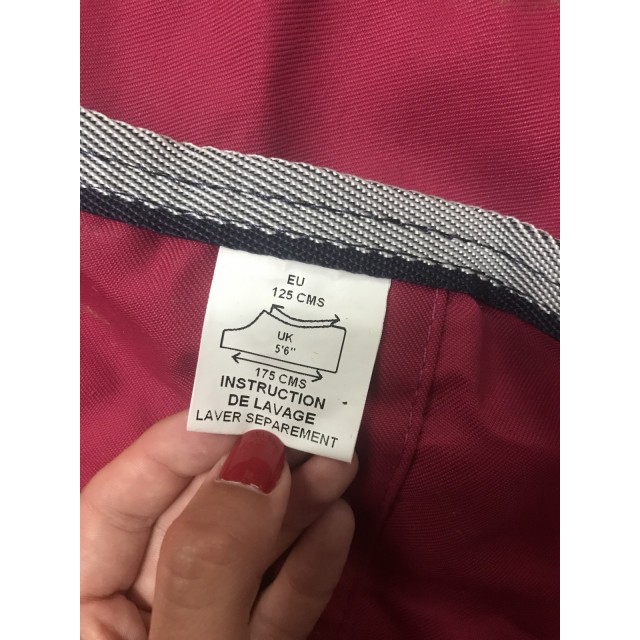 EU
125 CMS
UK
5'6"
175 CMS
INSTRUCTION
DE LAVAGE
LAVER SEPAREMENT